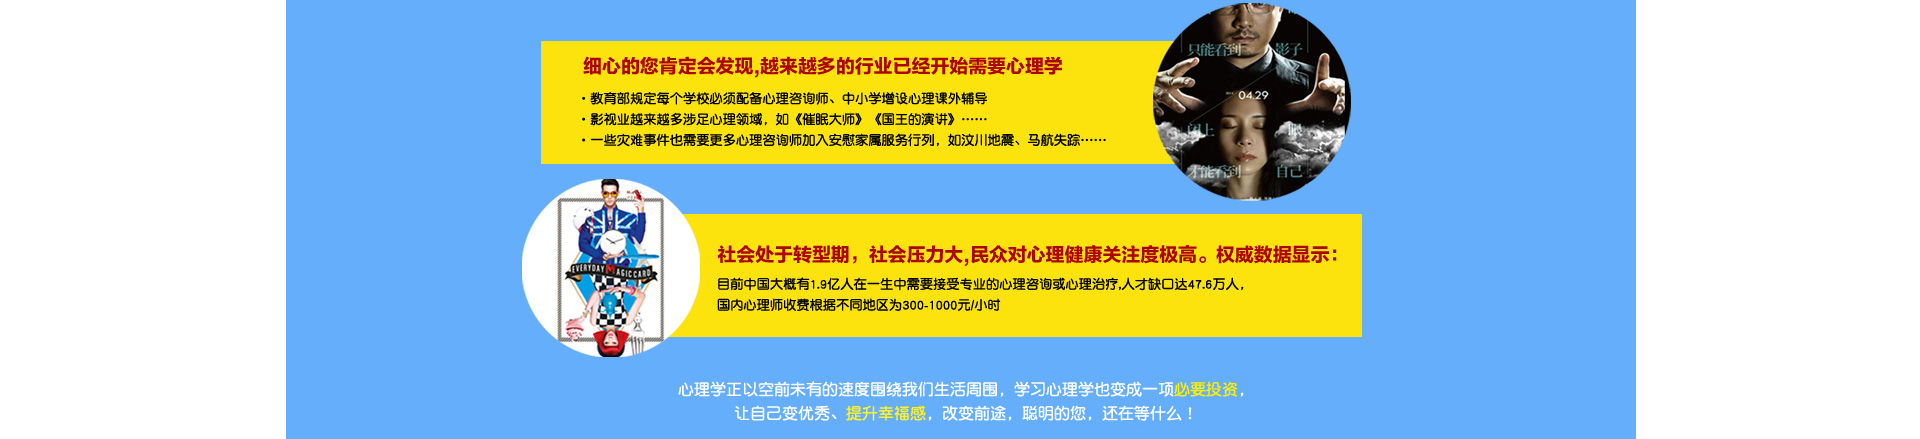 细心的您肯定会发现,越来越多的行业已经开始需要心理学
· 教育部规定每个学校必须配备心理咨询师、中小学增设心理课外辅导
· 影视业越来越多涉足心理领域，如《催眠大师》《国王的演讲》……
· 一些灾难事件也需要更多心理咨询师加入安慰家属服务行列，如汶川地震、马航失踪……
只能看到 影子
04.29
闭上 眼
才能看到 自己
社会处于转型期，社会压力大,民众对心理健康关注度极高。权威数据显示：
EVERYDAY MAGICCARD
目前中国大概有1.9亿人在一生中需要接受专业的心理咨询或心理治疗,人才缺口达47.6万人，
国内心理师收费根据不同地区为300-1000元/小时
心理学正以空前未有的速度围绕我们生活周围，学习心理学也变成一项必要投资，
让自己变优秀、提升幸福感，改变前途，聪明的您，还在等什么！